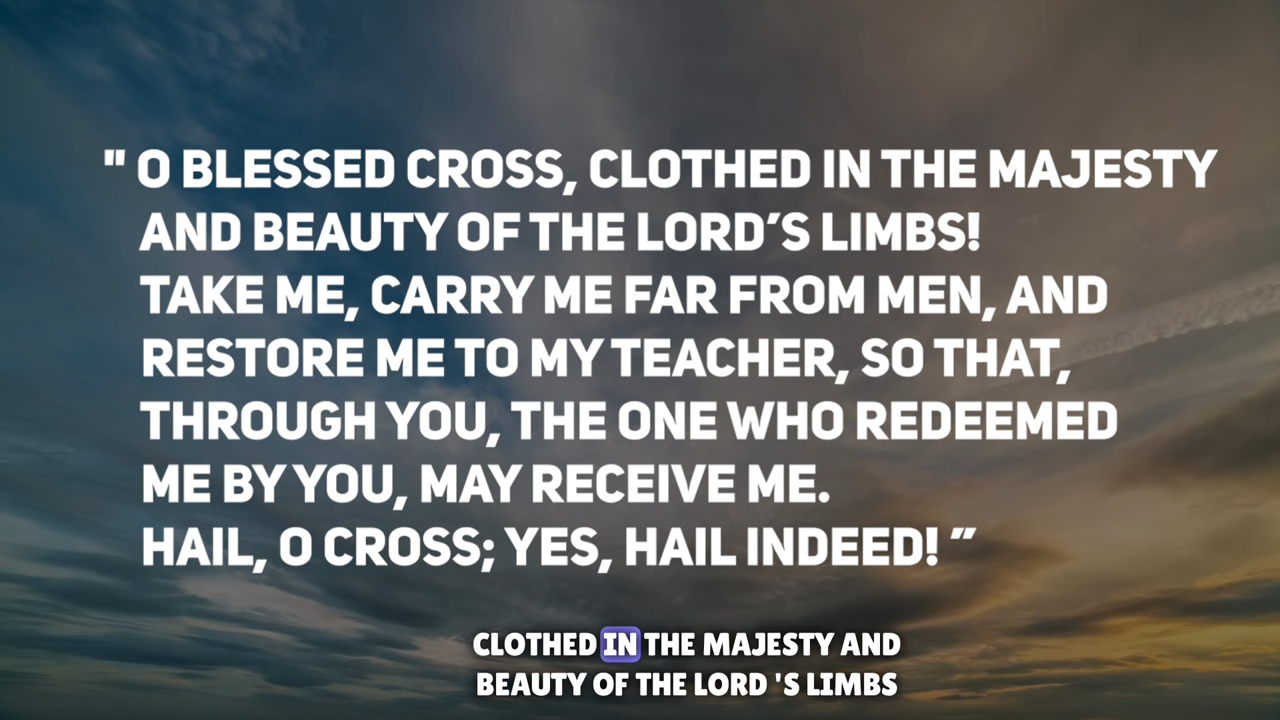 " O BLESSED CROSS, CLOTHED IN THE MAJESTY
AND BEAUTY OF THE LORD’S LIMBS!
TAKE ME, CARRY ME FAR FROM MEN, AND
RESTORE ME TO MY TEACHER, SO THAT,
THROUGH YOU, THE ONE WHO REDEEMED
ME BY YOU, MAY RECEIVE ME.
HAIL, O CROSS; YES, HAIL INDEED! ”
CLOTHED IN THE MAJESTY AND
BEAUTY OF THE LORD 'S LIMBS